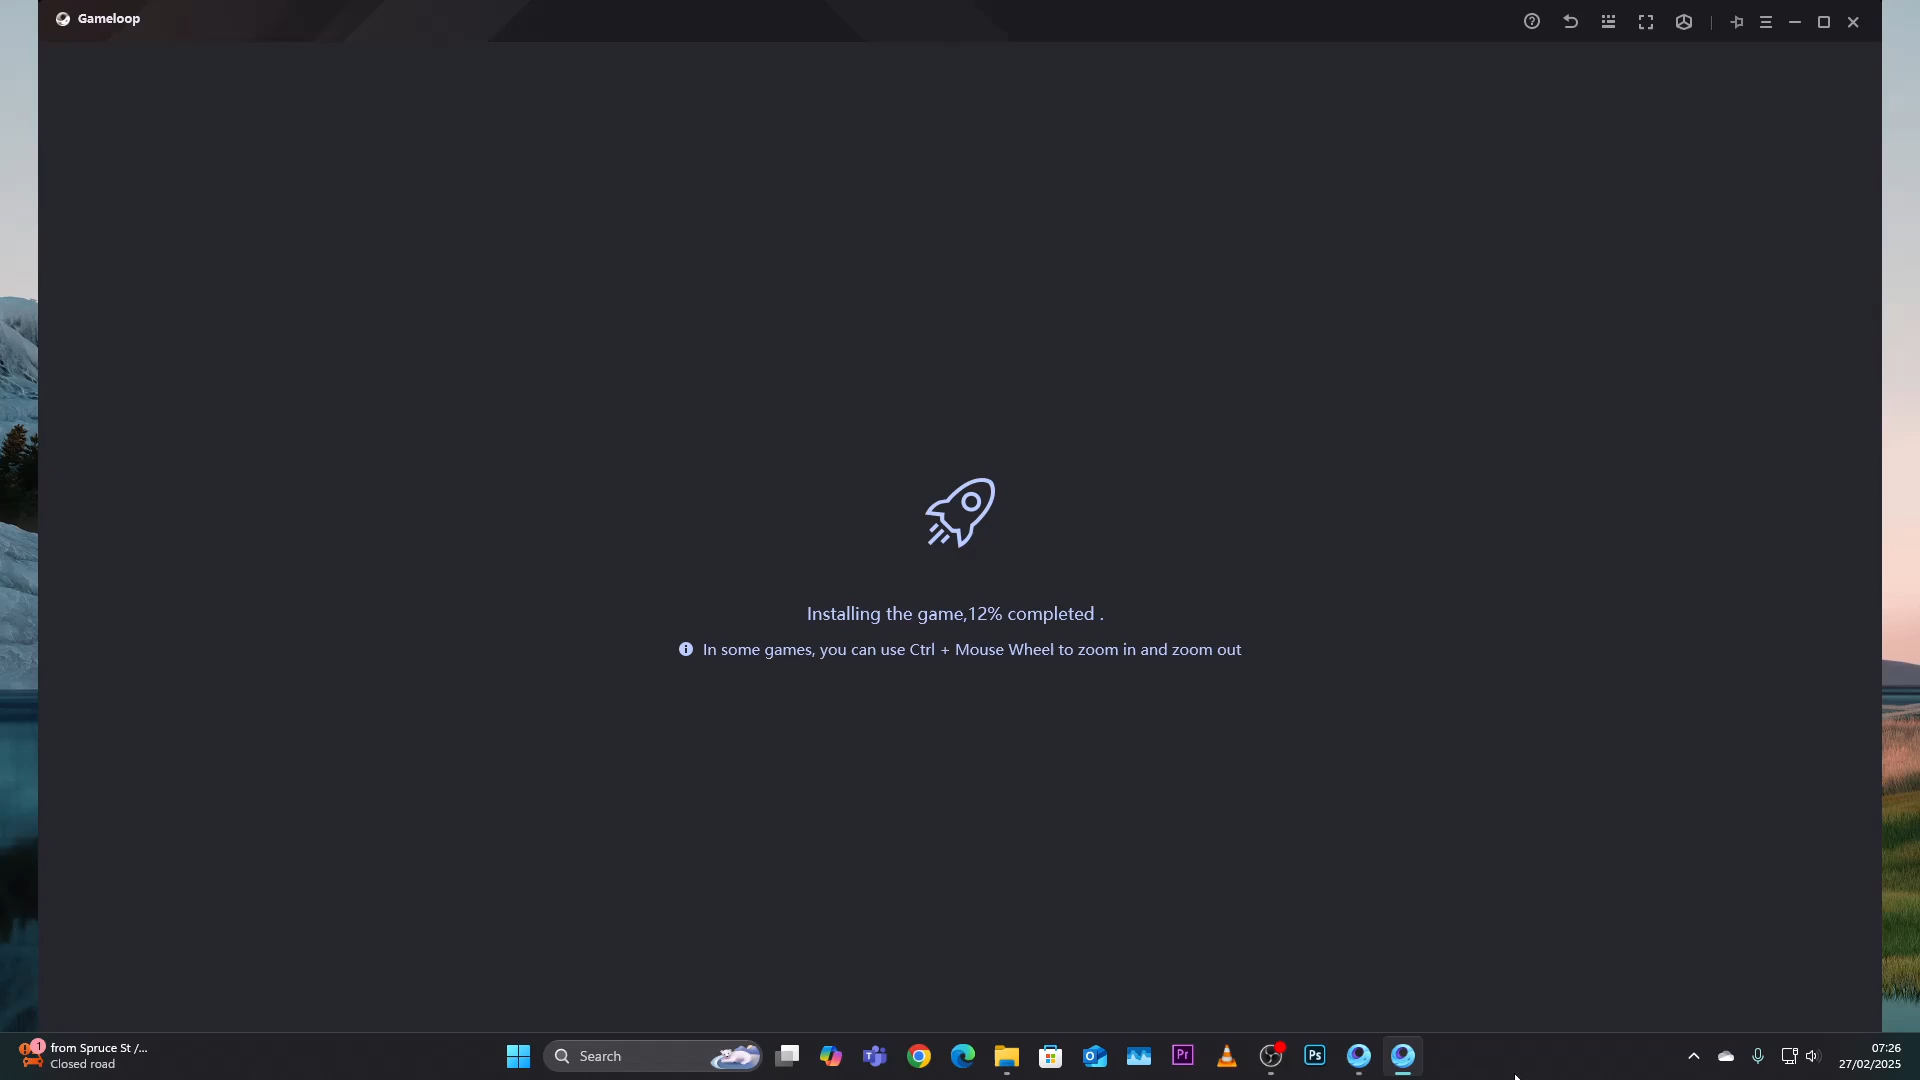 Gameloop
Installing the game,12% completed .
In some games, you can use Ctrl + Mouse Wheel to zoom in and zoom out
1
from Spruce St /...
Closed road
Search
Pr
Ps
07:26
27/02/2025